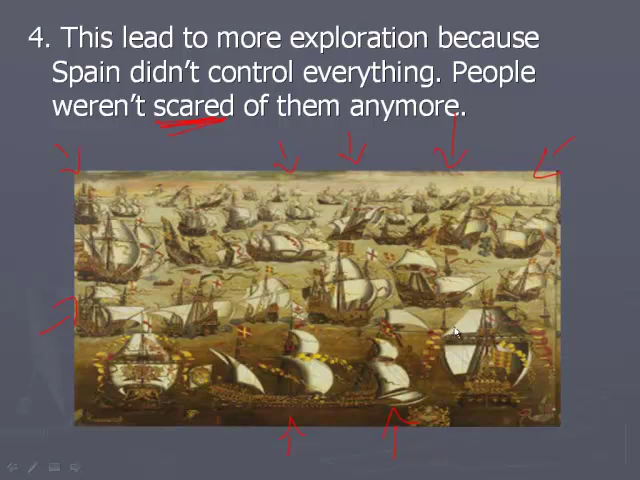 4. This lead to more exploration because
Spain didn't control everything. People
weren't scared of them anymore.